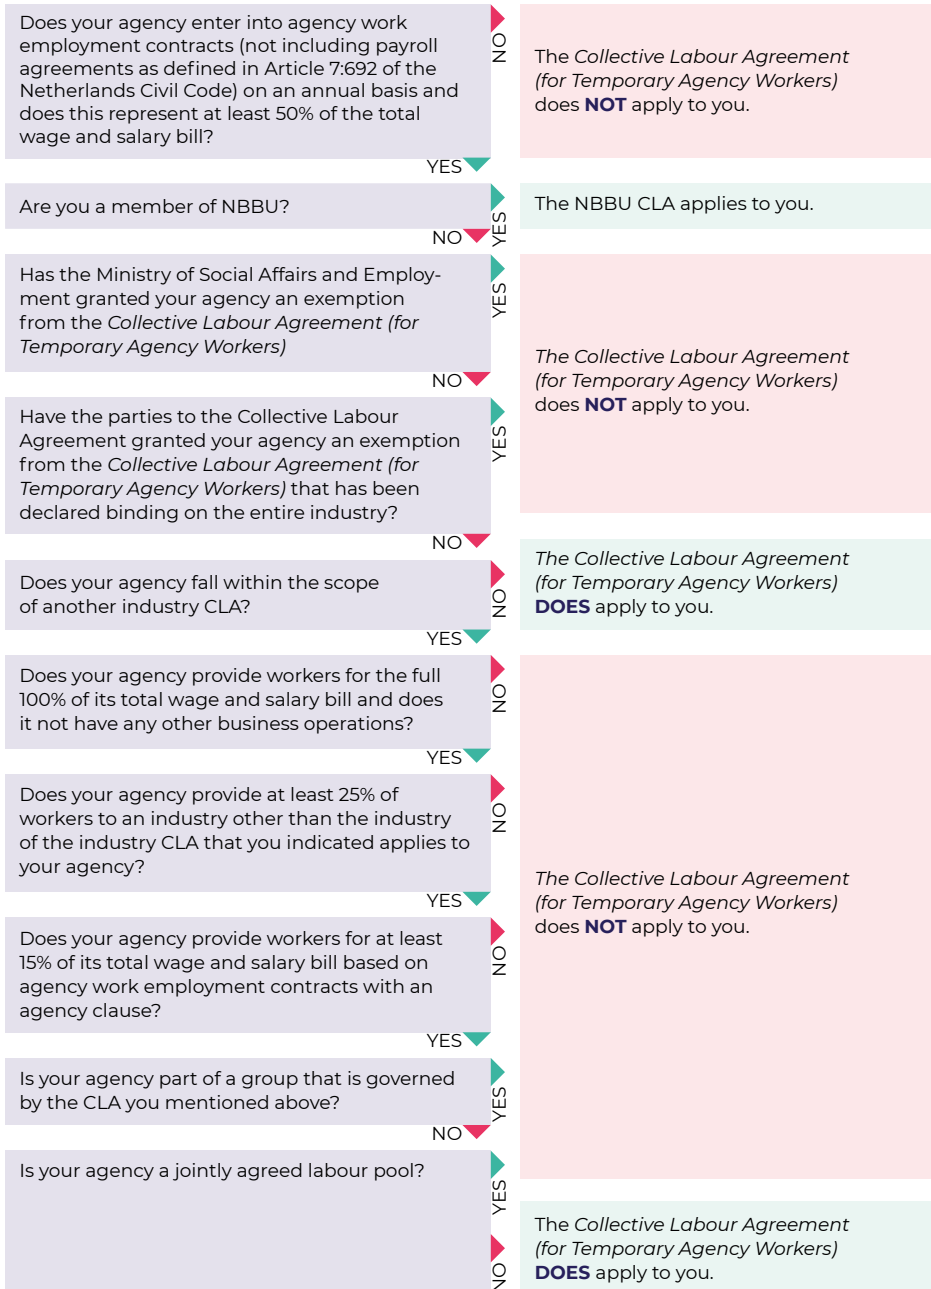 Does your agency enter into agency work
employment contracts (not including payroll
agreements as defined in Article 7:692 of the
Netherlands Civil Code) on an annual basis and
does this represent at least 50% of the total
wage and salary bill?
NO
The Collective Labour Agreement
(for Temporary Agency Workers)
does NOT apply to you.
YES
Are you a member of NBBU?
YES
The NBBU CLA applies to you.
NO
Has the Ministry of Social Affairs and Employ-
ment granted your agency an exemption
from the Collective Labour Agreement (for
Temporary Agency Workers)
YES
NO
Have the parties to the Collective Labour
Agreement granted your agency an exemption
from the Collective Labour Agreement (for
Temporary Agency Workers) that has been
declared binding on the entire industry?
YES
The Collective Labour Agreement
(for Temporary Agency Workers)
does NOT apply to you.
NO
Does your agency fall within the scope
of another industry CLA?
NO
The Collective Labour Agreement
(for Temporary Agency Workers)
DOES apply to you.
YES
Does your agency provide workers for the full
100% of its total wage and salary bill and does
it not have any other business operations?
NO
YES
Does your agency provide at least 25% of
workers to an industry other than the industry
of the industry CLA that you indicated applies to
your agency?
NO
YES
Does your agency provide workers for at least
15% of its total wage and salary bill based on
agency work employment contracts with an
agency clause?
NO
YES
Is your agency part of a group that is governed
by the CLA you mentioned above?
YES
NO
Is your agency a jointly agreed labour pool?
YES
The Collective Labour Agreement
(for Temporary Agency Workers)
does NOT apply to you.
NO
The Collective Labour Agreement
(for Temporary Agency Workers)
DOES apply to you.